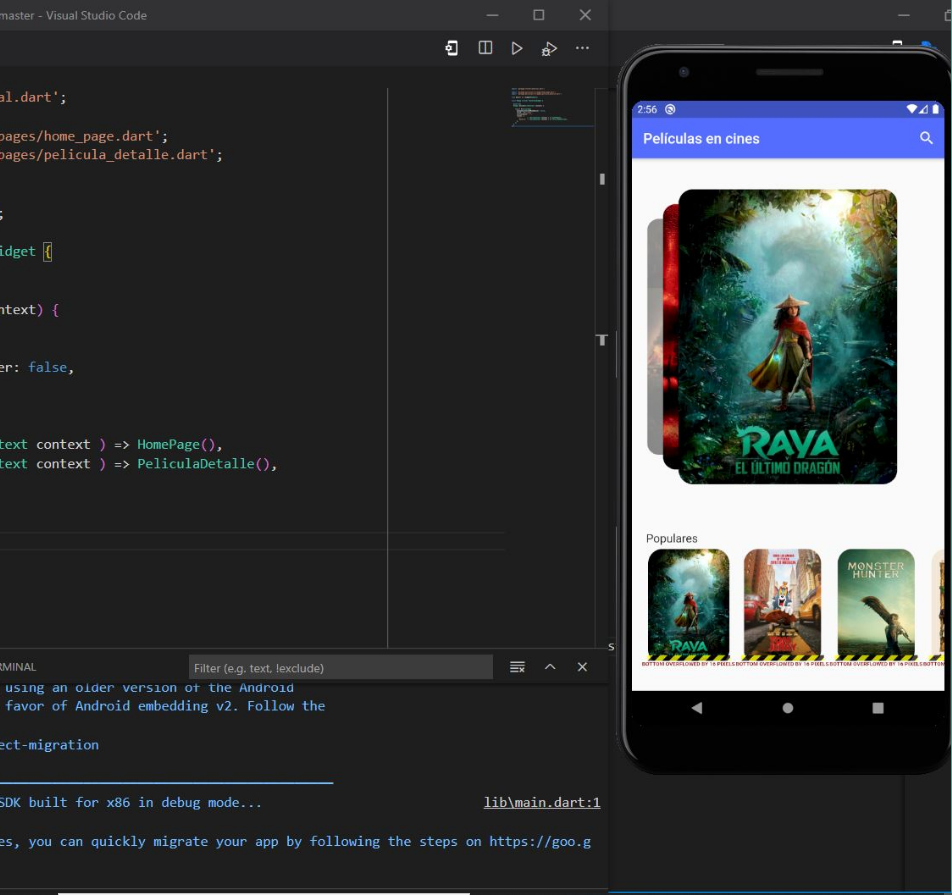 master - Visual Studio Code
al.dart';
pages/home_page.dart';
pages/pelicula_detalle.dart';
;
idget {
ntext) {
er: false,
text context ) => HomePage(),
text context ) => PeliculaDetalle(),
RMINAL
Filter (e.g. text, !exclude)
using an older version of the Android
favor of Android embedding v2. Follow the
ect-migration
SDK built for x86 in debug mode...
lib\main.dart:1
es, you can quickly migrate your app by following the steps on https://goo.g
s
2:56
Películas en cines
RAYA
EL ÚLTIMO DRAGÓN
Populares
RAYA
MONSTER
HUNTER
BOTTOM OVERFLOWED BY 16 PIXELS
BOTTOM OVERFLOWED BY 16 PIXELS
BOTTOM OVERFLOWED BY 16 PIXELS